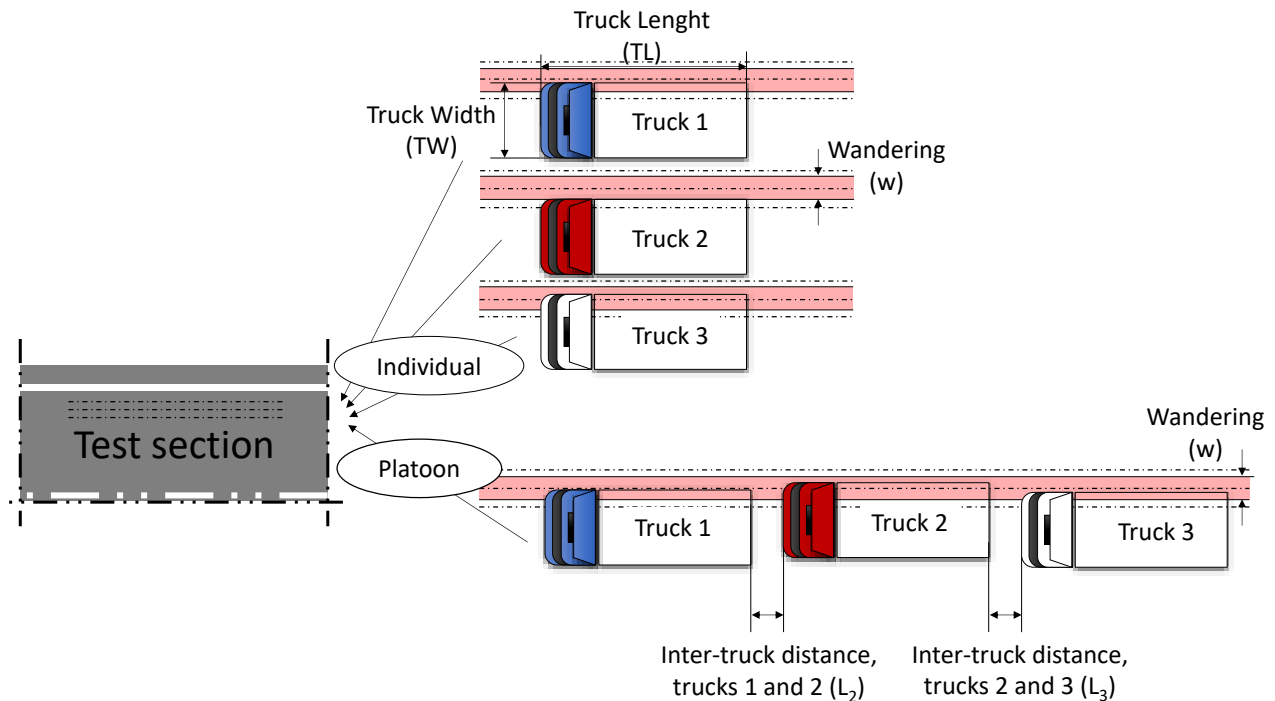 Truck Lenght
(TL)
Truck Width
(TW)
Truck 1
Wandering
(w)
Truck 2
Truck 3
Individual
Test section
Platoon
Wandering
(w)
Truck 1
Truck 2
Truck 3
Inter-truck distance,
trucks 1 and 2 (L₂)
Inter-truck distance,
trucks 2 and 3 (L₃)